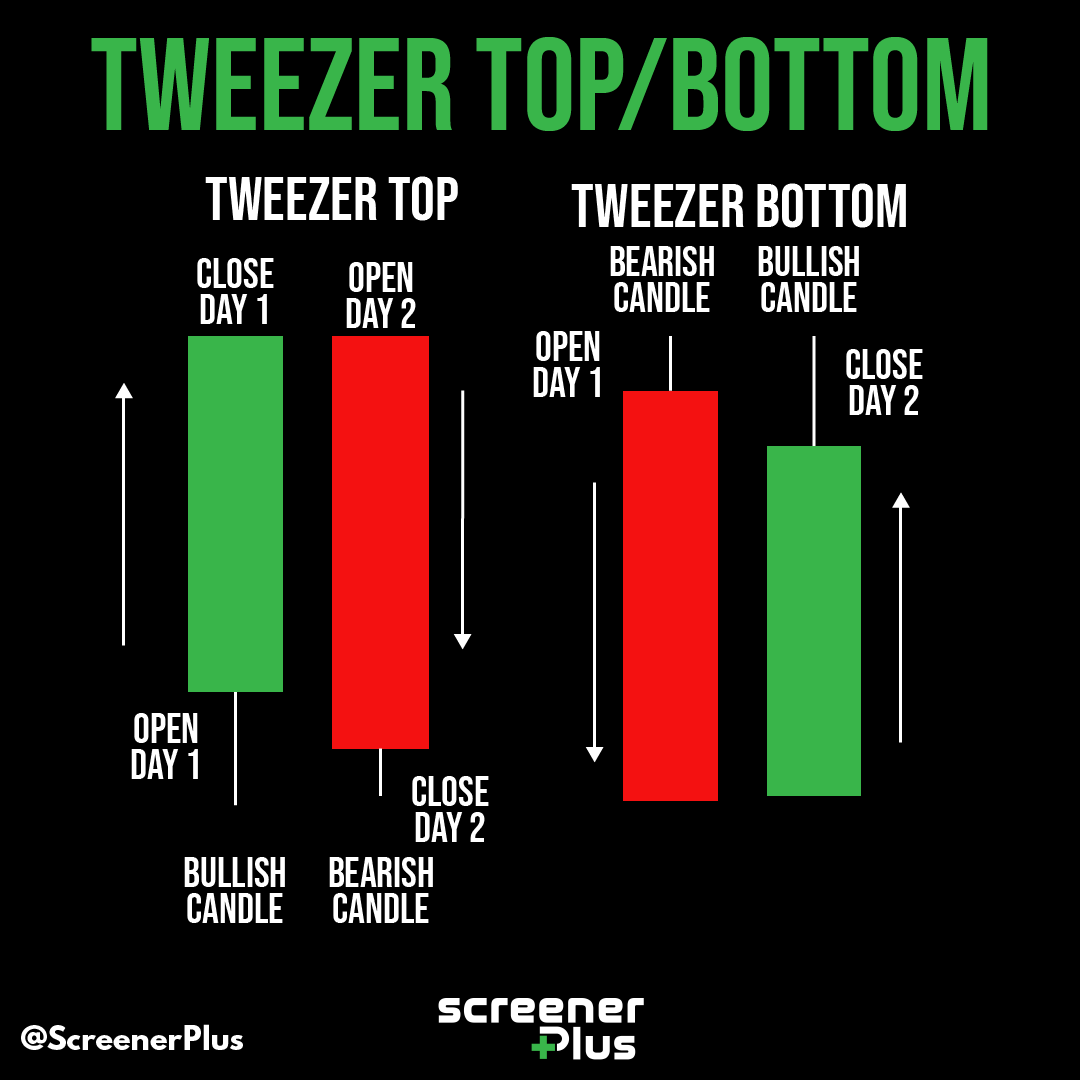 TWEEZER TOP/BOTTOM
TWEEZER TOP
CLOSE
DAY 1
OPEN
DAY 2
OPEN
DAY 1
CLOSE
DAY 2
BULLISH
CANDLE
BEARISH
CANDLE
TWEEZER BOTTOM
BEARISH
CANDLE
BULLISH
CANDLE
OPEN
DAY 1
CLOSE
DAY 2
@ScreenerPlus
screener
Plus